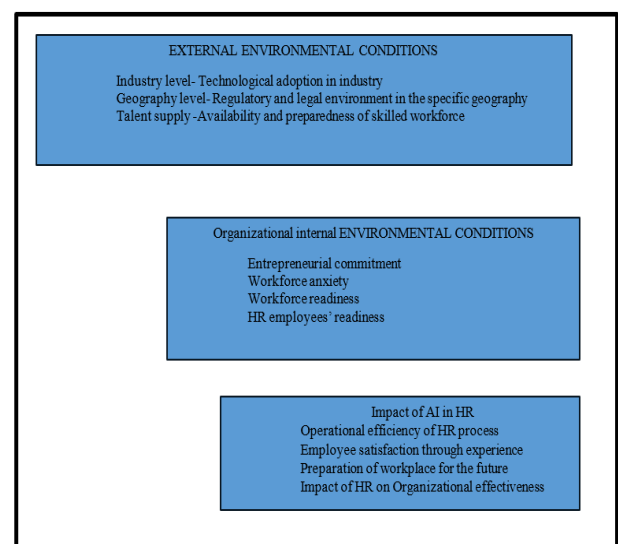 EXTERNAL ENVIRONMENTAL CONDITIONS
Industry level- Technological adoption in industry
Geography level- Regulatory and legal environment in the specific geography
Talent supply -Availability and preparedness of skilled workforce
Organizational internal ENVIRONMENTAL CONDITIONS
Entrepreneurial commitment
Workforce anxiety
Workforce readiness
HR employees' readiness
Impact of AI in HR
Operational efficiency of HR process
Employee satisfaction through experience
Preparation of workplace for the future
Impact of HR on Organizational effectiveness